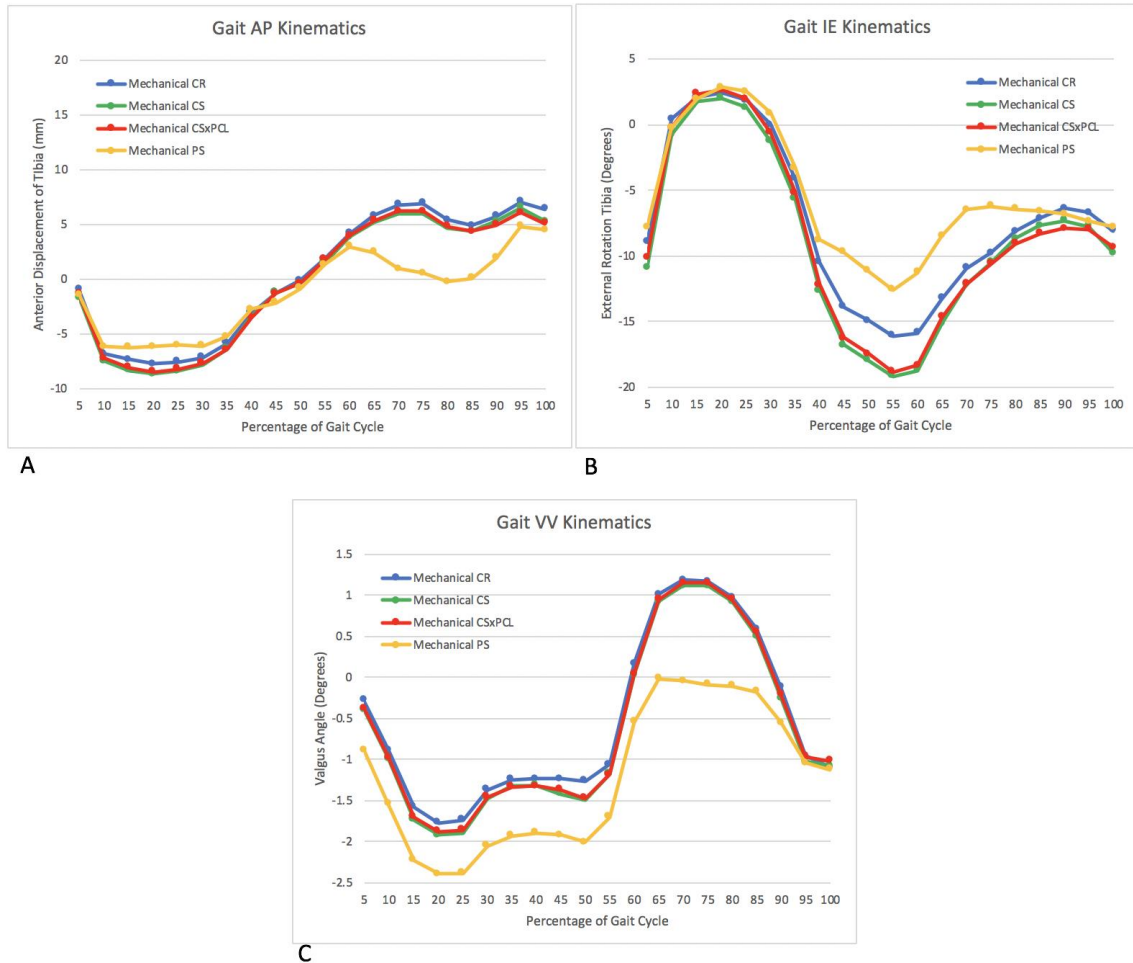 Gait AP Kinematics
20
15
10
5
0
-5
-10
Anterior Displacement of Tibia (mm)
Mechanical CR
Mechanical CS
Mechanical CSxPCL
Mechanical PS
5 10 15 20 25 30 35 40 45 50 55 60 65 70 75 80 85 90 95 100
Percentage of Gait Cycle
A
Gait IE Kinematics
5
0
-5
-10
-15
-20
External Rotation Tibia (Degrees)
Mechanical CR
Mechanical CS
Mechanical CSxPCL
Mechanical PS
5 10 15 20 25 30 35 40 45 50 55 60 65 70 75 80 85 90 95 100
Percentage of Gait Cycle
B
Gait VV Kinematics
1.5
1
0.5
0
-0.5
-1
-1.5
-2
-2.5
Valgus Angle (Degrees)
Mechanical CR
Mechanical CS
Mechanical CSxPCL
Mechanical PS
5 10 15 20 25 30 35 40 45 50 55 60 65 70 75 80 85 90 95 100
Percentage of Gait Cycle
C